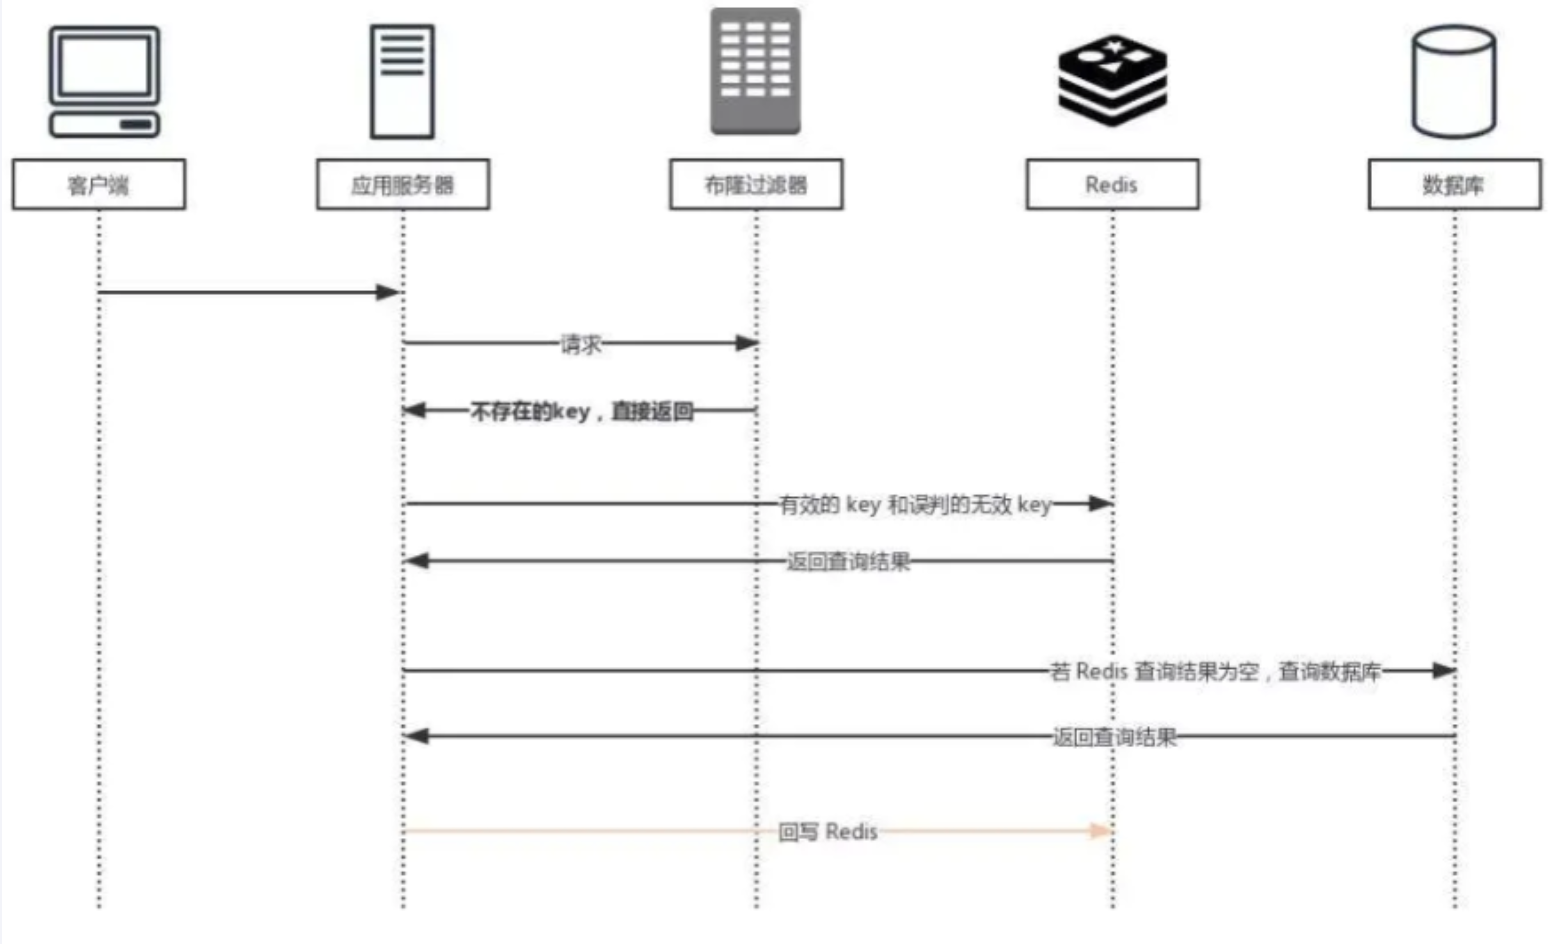 客户端
应用服务器
布隆过滤器
Redis
数据库
请求
不存在的key，直接返回
有效的 key 和误判的无效 key
返回查询结果
若 Redis 查询结果为空，查询数据库
返回查询结果
回写 Redis